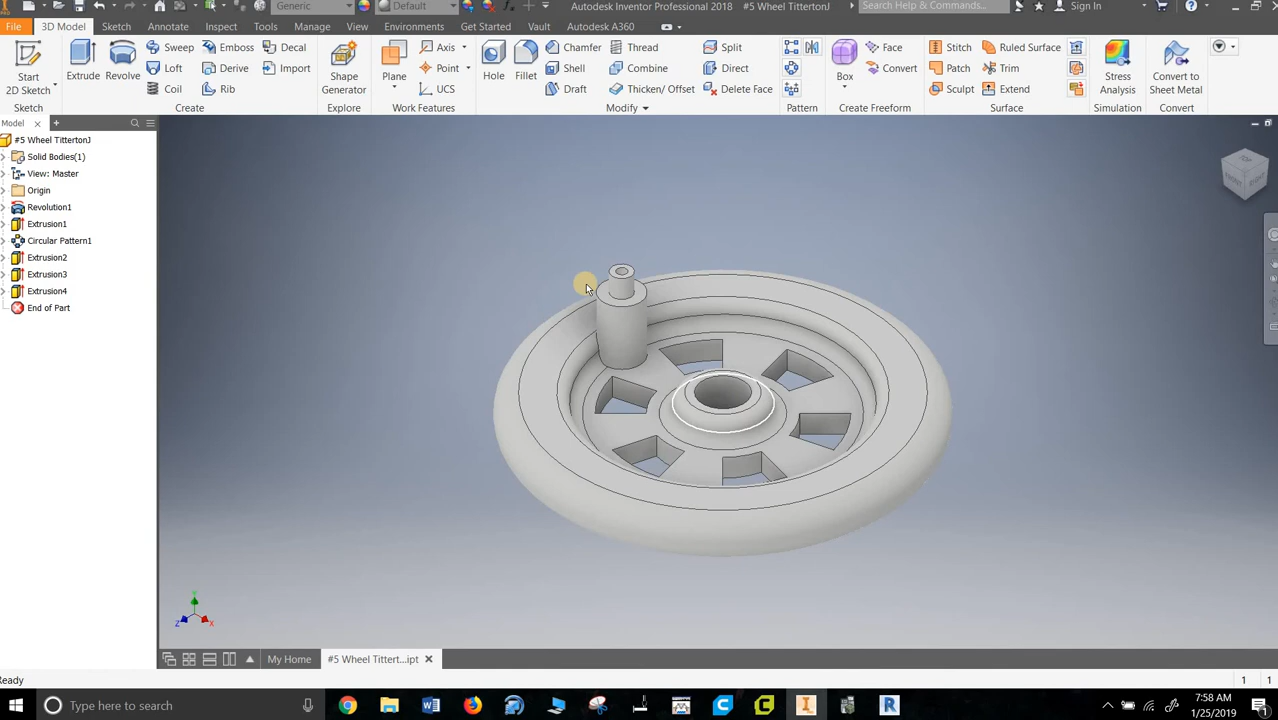 Generic
Default
Autodesk Inventor Professional 2018 #5 Wheel TittertonJ
Search Help & Commands...
Sign In
File 3D Model Sketch Annotate Inspect Tools Manage View Environments Get Started Vault Autodesk A360
Start
2D Sketch
Sketch
Extrude Revolve
Sweep Emboss Decal
Loft Derive Import
Coil Rib
Create
Shape
Generator
Explore
Plane
Axis
Point
UCS
Work Features
Hole Fillet
Chamfer Thread Split
Shell Combine Direct
Draft Thicken/ Offset Delete Face
Modify
Pattern
Box
Face
Convert
Create Freeform
Stitch Ruled Surface
Patch Trim
Sculpt Extend
Surface
Stress
Analysis
Simulation
Convert to
Sheet Metal
Convert
Model
#5 Wheel TittertonJ
Solid Bodies(1)
View: Master
Origin
Revolution1
Extrusion1
Circular Pattern1
Extrusion2
Extrusion3
Extrusion4
End of Part
Z Y X
My Home #5 Wheel Tittert...ipt
Ready
1 1
Type here to search
7:58 AM
1/25/2019